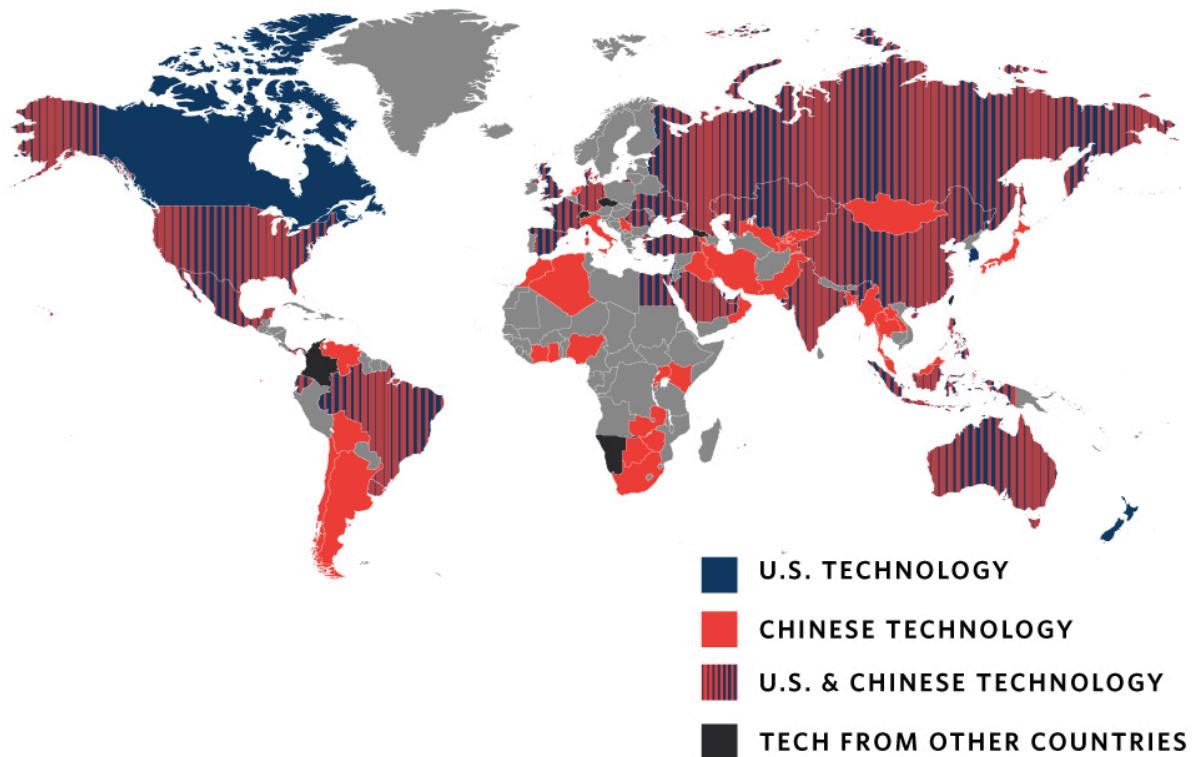 U.S. TECHNOLOGY
CHINESE TECHNOLOGY
U.S. & CHINESE TECHNOLOGY
TECH FROM OTHER COUNTRIES